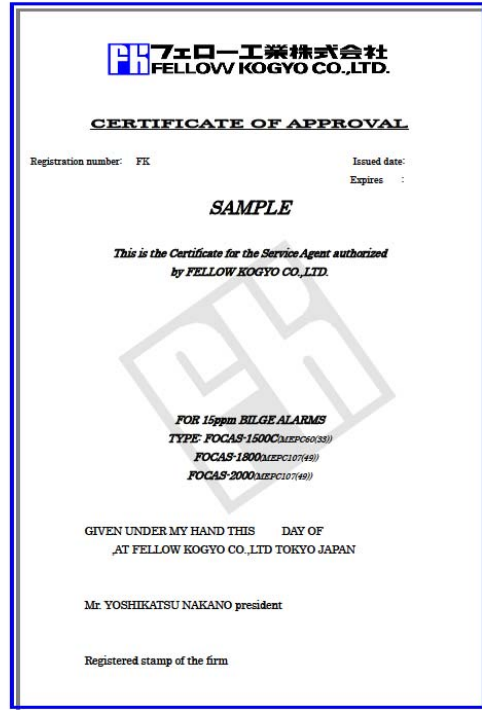 フェロー工業株式会社
FELLOW KOGYO CO.,LTD.
CERTIFICATE OF APPROVAL
Registration number: FK Issued date:
Expires :
SAMPLE
This is the Certificate for the Service Agent authorized
by FELLOW KOGYO CO.,LTD.
FOR 15ppm BILGE ALARMS
TYPE: FOCAS-1500C(MEPC60(33))
FOCAS-1800(MEPC107(49))
FOCAS-2000(MEPC107(49))
GIVEN UNDER MY HAND THIS DAY OF
,AT FELLOW KOGYO CO.,LTD TOKYO JAPAN
Mr. YOSHIKATSU NAKANO president
Registered stamp of the firm